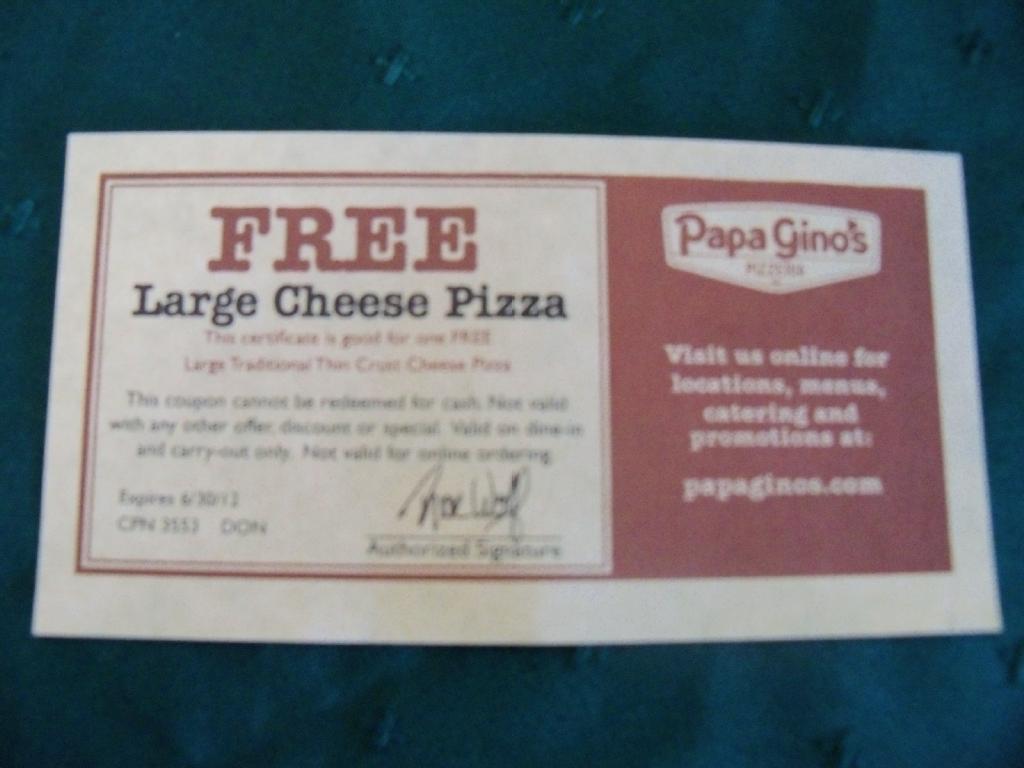 FREE
Large Cheese Pizza
This certificate is good for one FREE
Large Traditional Thin Crust Cheese Pizza
This coupon cannot be redeemed for cash. Not valid
with any other offer, discount or special. Valid on dine-in
and carry-out only. Not valid for online ordering.
Expires 6/30/12
CPN 3553 DON
Authorized Signature
Papa Gino's
PIZZERIA
Visit us online for
locations, menus,
catering and
promotions at:
papaginos.com